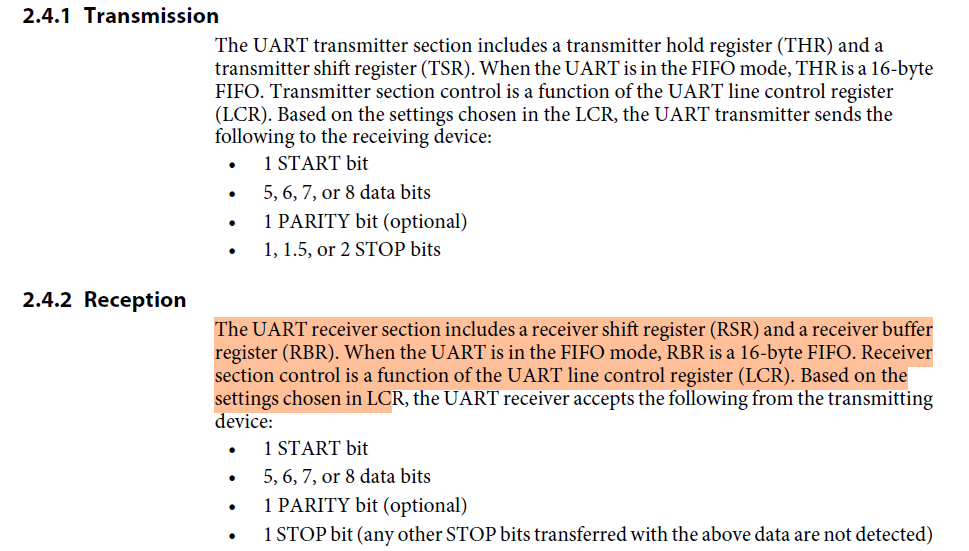 2.4.1 Transmission
The UART transmitter section includes a transmitter hold register (THR) and a
transmitter shift register (TSR). When the UART is in the FIFO mode, THR is a 16-byte
FIFO. Transmitter section control is a function of the UART line control register
(LCR). Based on the settings chosen in the LCR, the UART transmitter sends the
following to the receiving device:
• 1 START bit
• 5, 6, 7, or 8 data bits
• 1 PARITY bit (optional)
• 1, 1.5, or 2 STOP bits
2.4.2 Reception
The UART receiver section includes a receiver shift register (RSR) and a receiver buffer
register (RBR). When the UART is in the FIFO mode, RBR is a 16-byte FIFO. Receiver
section control is a function of the UART line control register (LCR). Based on the
settings chosen in LCR, the UART receiver accepts the following from the transmitting
device:
• 1 START bit
• 5, 6, 7, or 8 data bits
• 1 PARITY bit (optional)
• 1 STOP bit (any other STOP bits transferred with the above data are not detected)